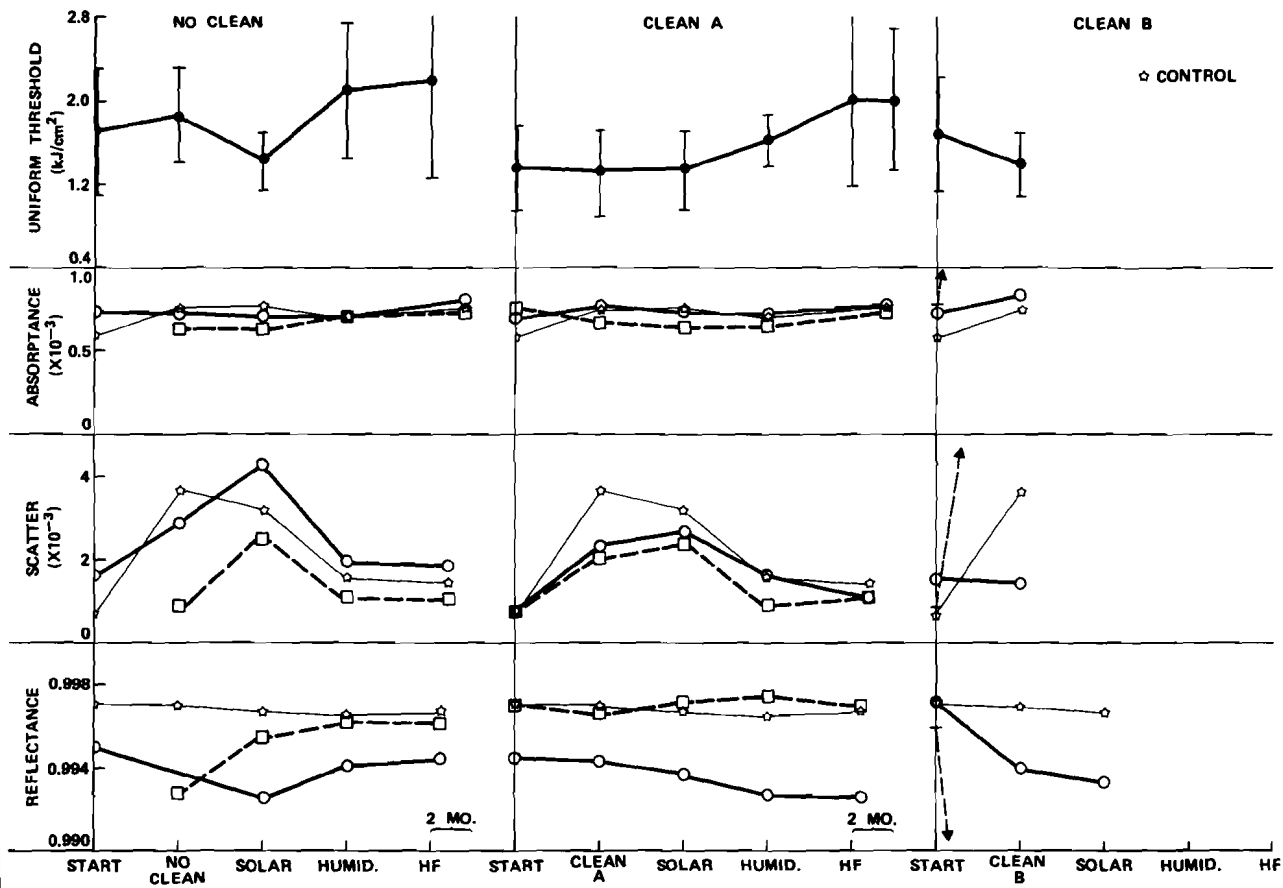 NO CLEAN
CLEAN A
CLEAN B
☆ CONTROL
UNIFORM THRESHOLD
(kJ/cm²)
2.8
2.0
1.2
0.4
ABSORPTANCE
(X10⁻³)
1.0
0.5
0
SCATTER
(X10⁻³)
4
2
0
REFLECTANCE
0.998
0.994
0.990
2 MO.
2 MO.
START
NO
CLEAN
SOLAR
HUMID.
HF
START
CLEAN
A
SOLAR
HUMID.
HF
START
CLEAN
B
SOLAR
HUMID.
HF